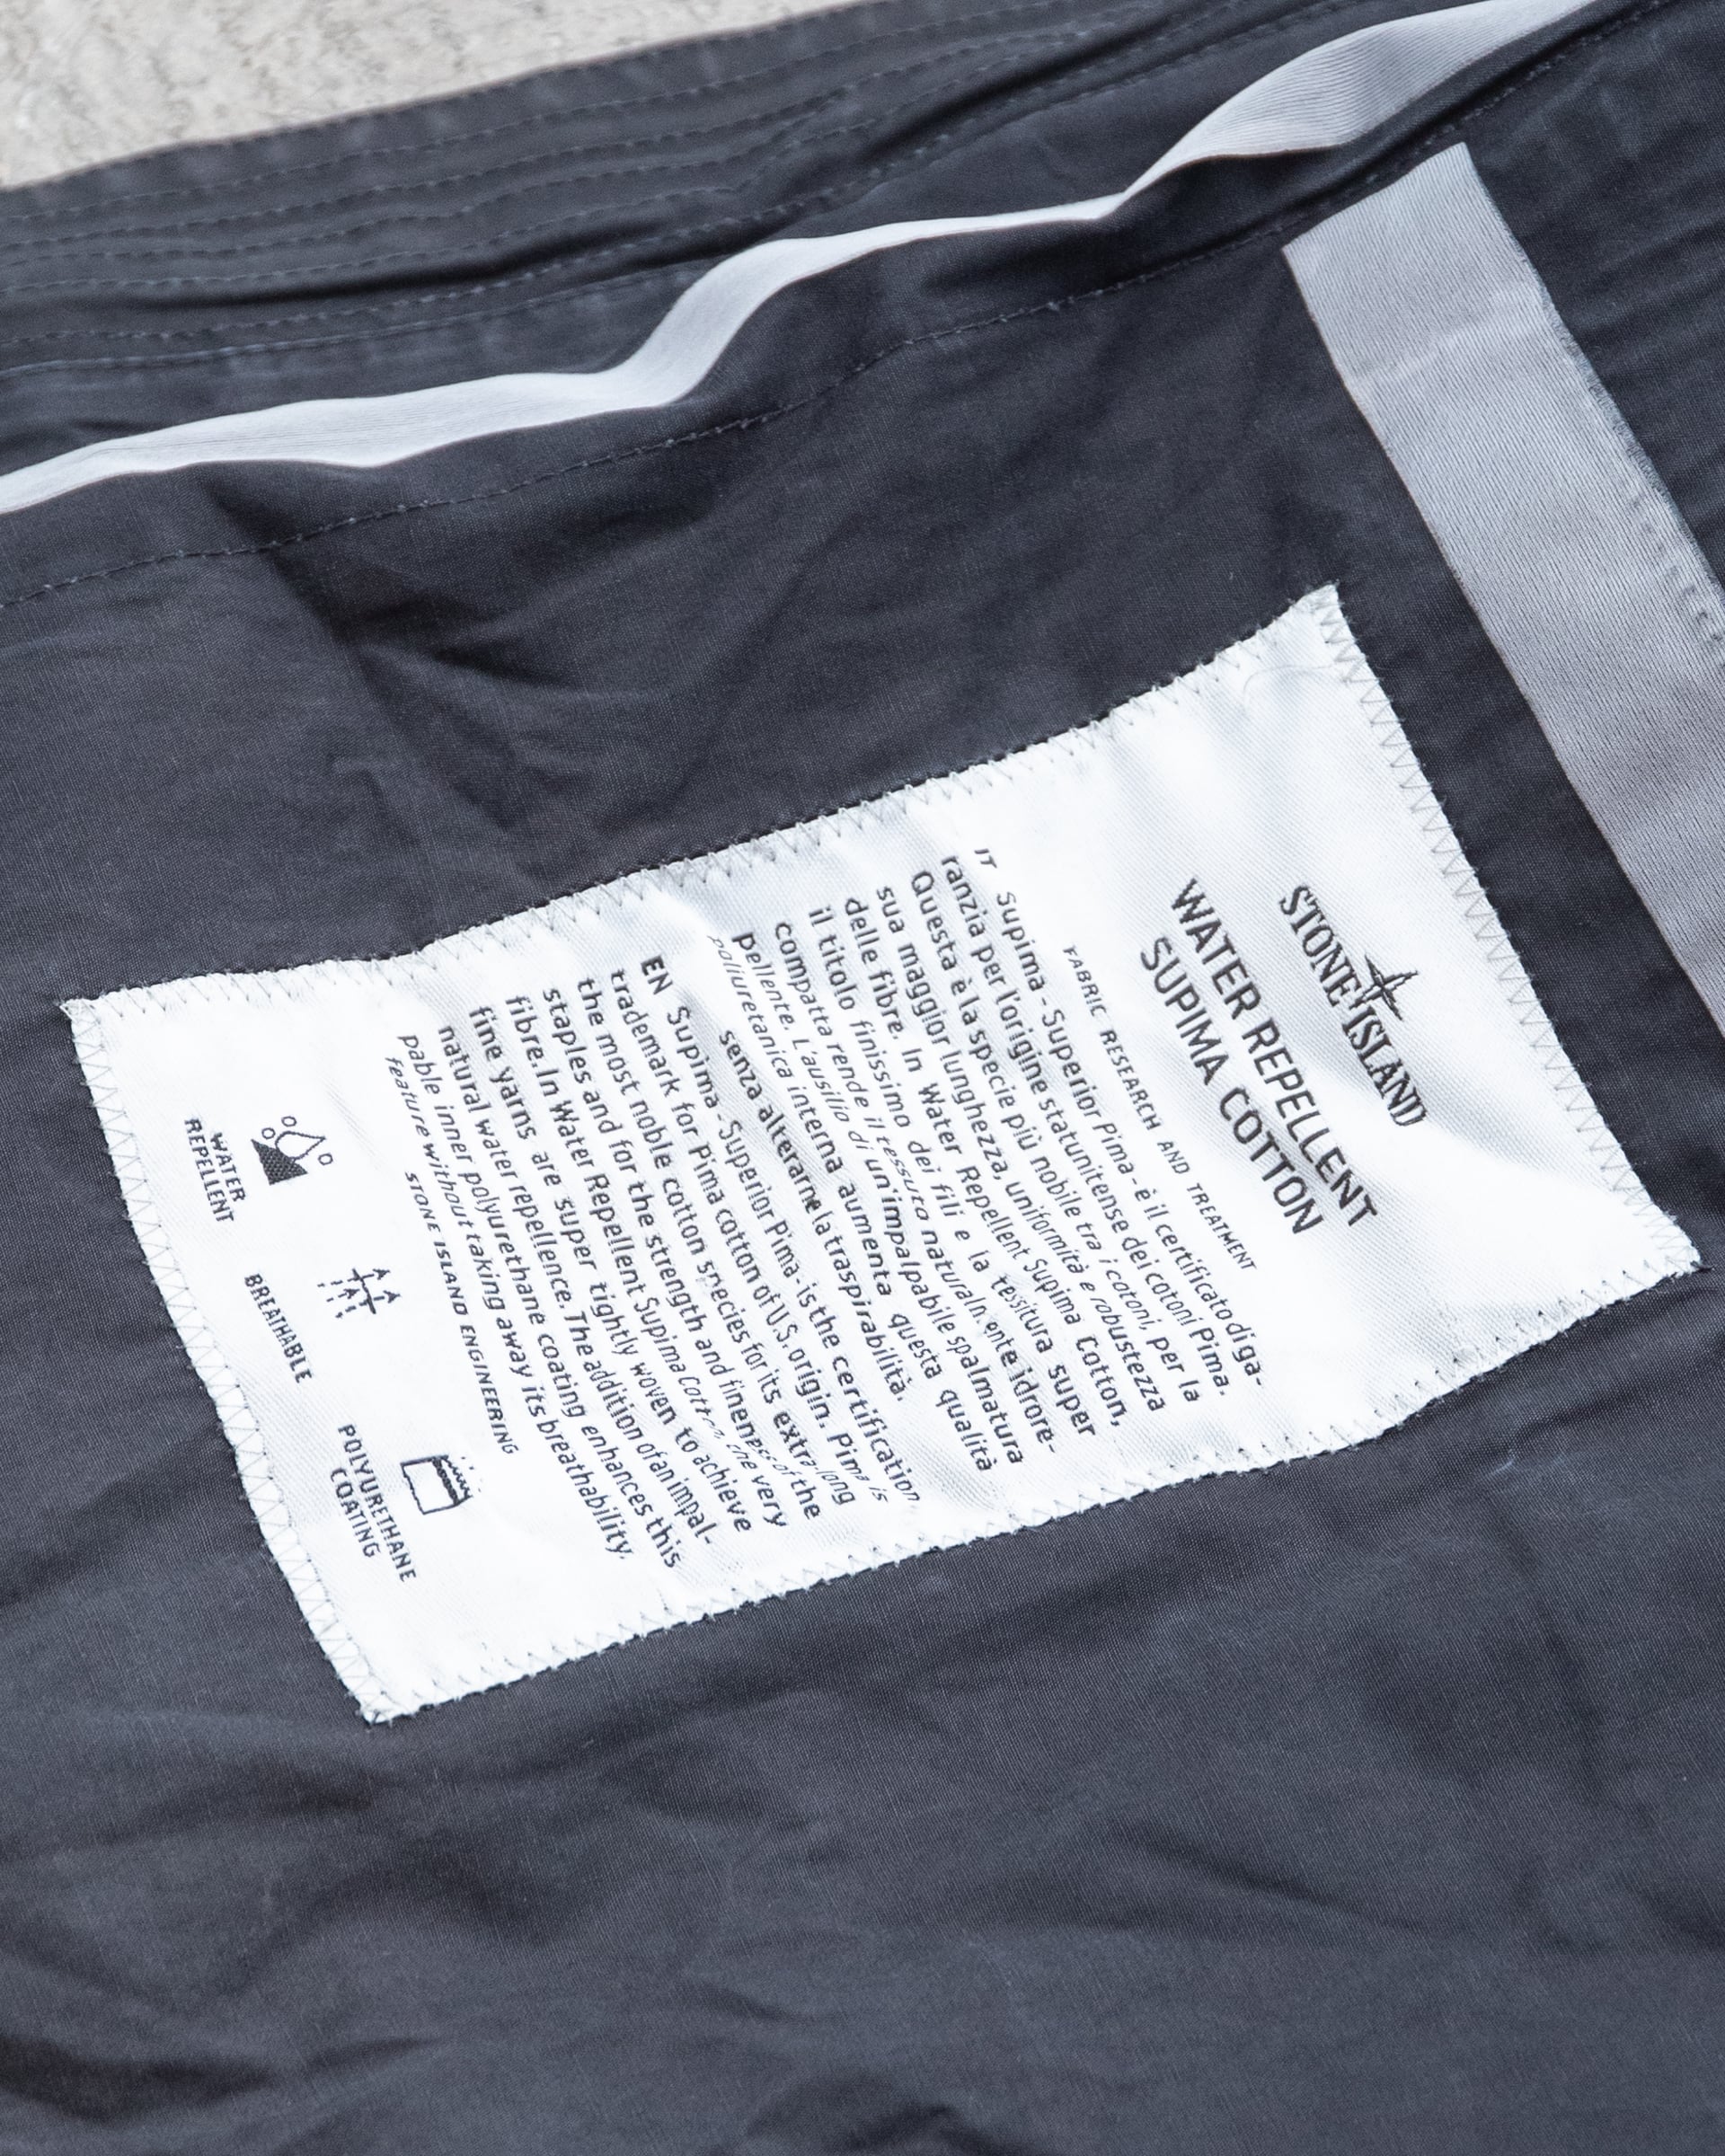 STONE ISLAND
WATER REPELLENT
SUPIMA COTTON
FABRIC RESEARCH AND TREATMENT
IT Supima - Superior Pima - è il certificato di ga-
ranzia per l'origine statunitense dei cotoni Pima.
Questa è la specie più nobile tra i cotoni, per la
sua maggior lunghezza, uniformità e robustezza
delle fibre. In Water Repellent Supima Cotton,
il titolo finissimo dei fili e la tessitura super
compatta rende il tessuto naturalmente idrore-
pellente. L'ausilio di un'impalpabile spalmatura
poliuretanica interna aumenta questa qualità
senza alterarne la traspirabilità.
EN Supima - Superior Pima - is the certification
trademark for Pima cotton of U.S. origin. Pima is
the most noble cotton species for its extra-long
staples and for the strength and fineness of the
fibre. In Water Repellent Supima Cotton, the very
fine yarns are super tightly woven to achieve
natural water repellence. The addition of an impal-
pable inner polyurethane coating enhances this
feature without taking away its breathability.
STONE ISLAND ENGINEERING
WATER
REPELLENT
BREATHABLE
POLYURETHANE
COATING